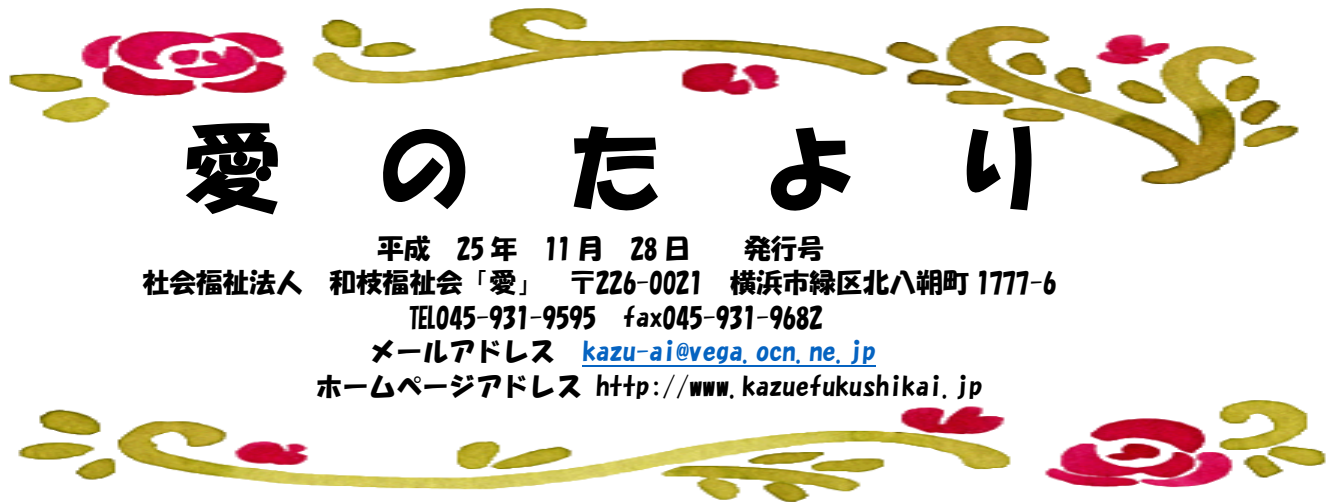 愛のたより
平成　25年　11月　28日　　発行号
社会福祉法人　和枝福祉会「愛」　〒226-0021　横浜市緑区北八朔町1777-6
℡045-931-9595　fax045-931-9682
メールアドレス　kazu-ai@vega.ocn.ne.jp
ホームページアドレス http://www.kazuefukushikai.jp